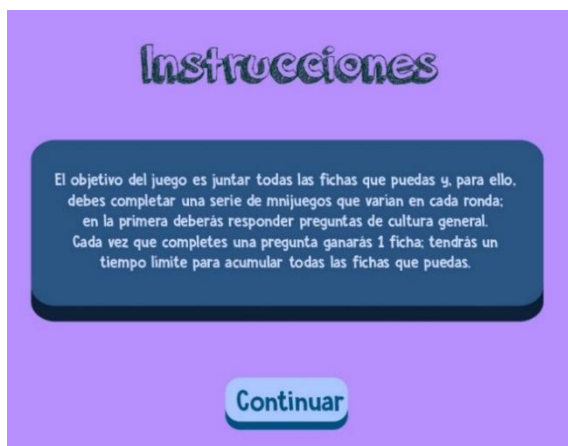 Instrucciones
El objetivo del juego es juntar todas las fichas que puedas y, para ello,
debes completar una serie de mnijuegos que varían en cada ronda;
en la primera deberás responder preguntas de cultura general.
Cada vez que completes una pregunta ganarás 1 ficha; tendrás un
tiempo límite para acumular todas las fichas que puedas.
Continuar